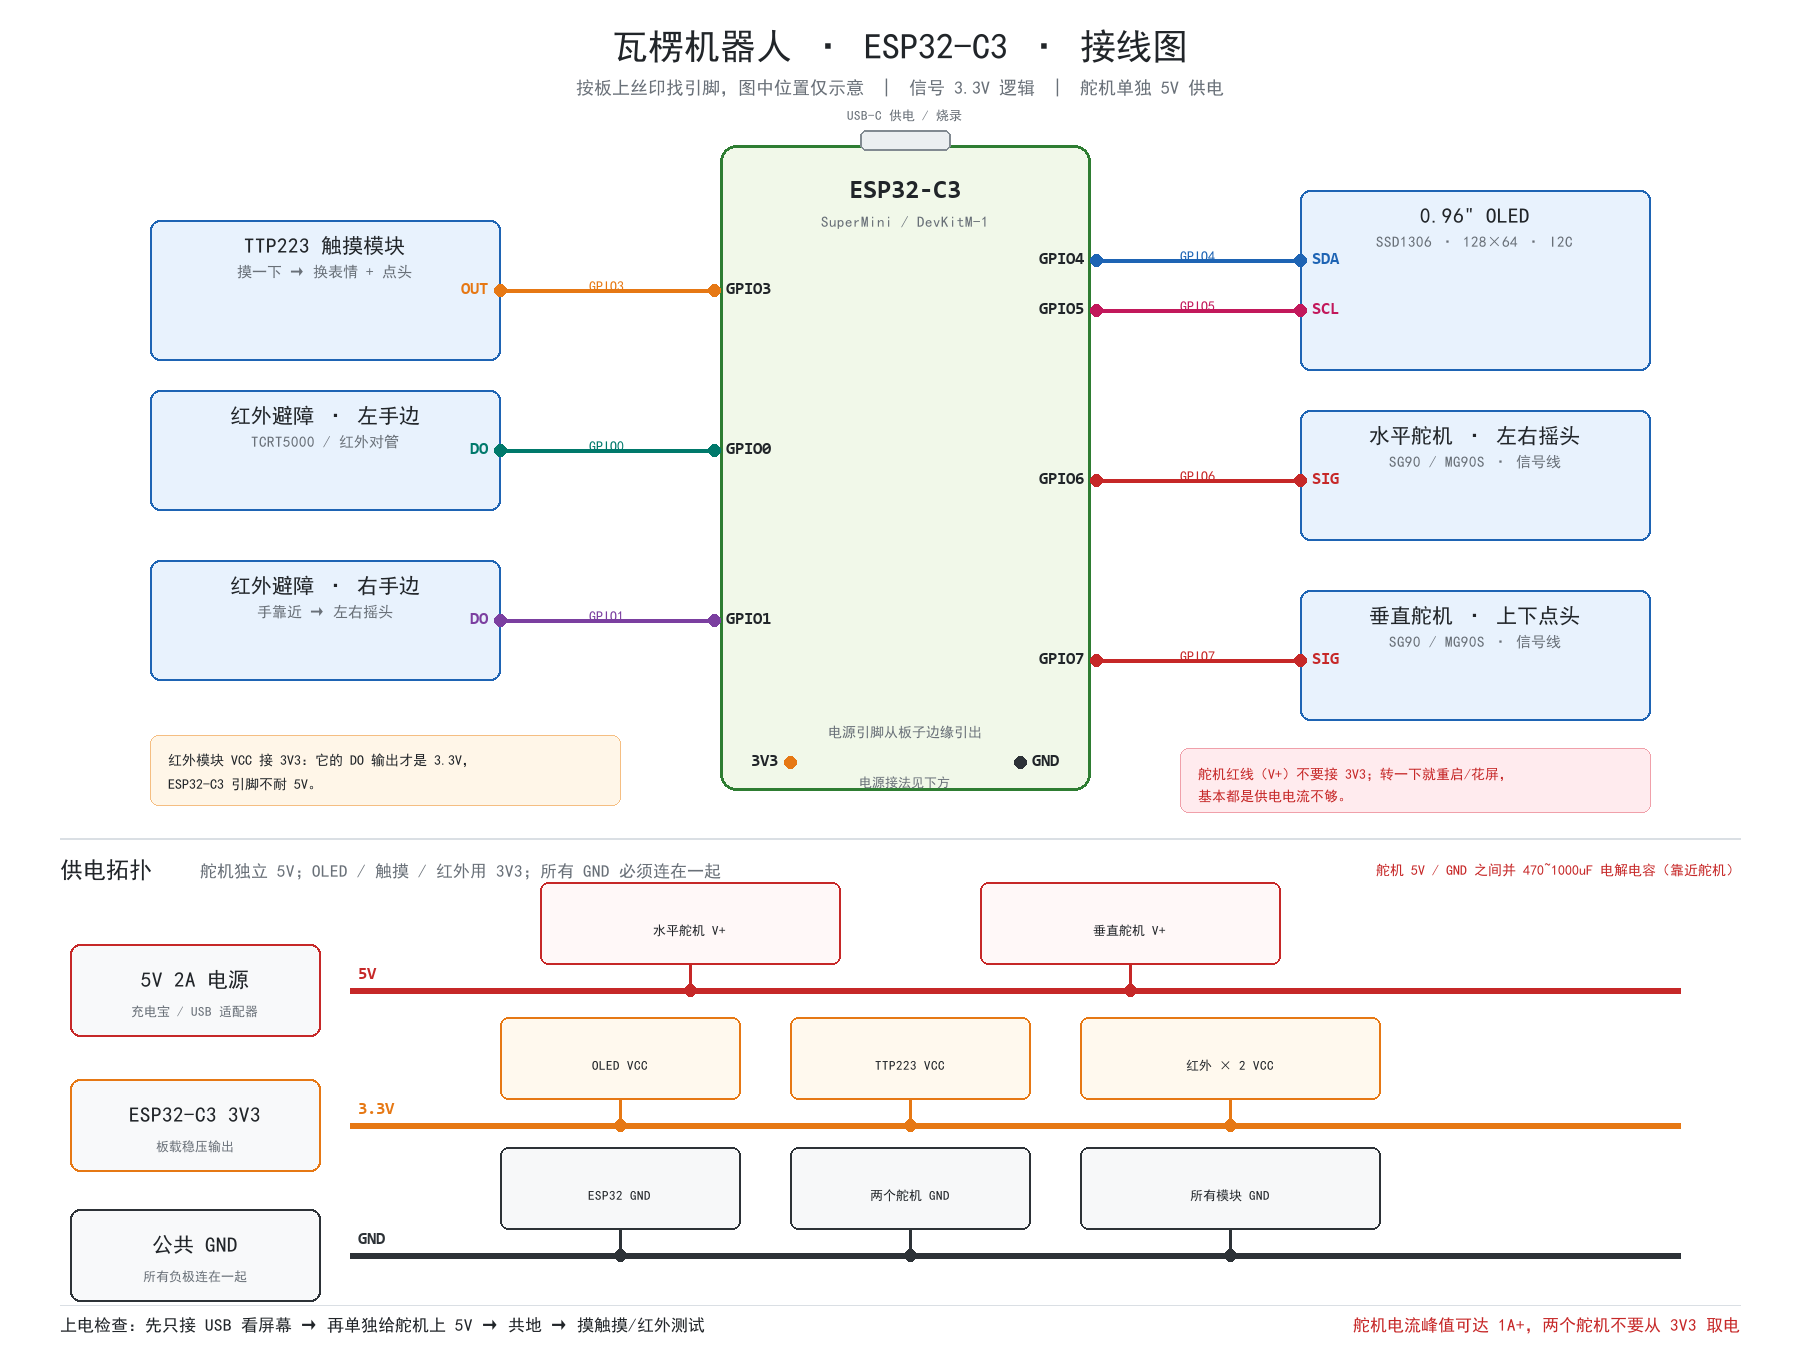 瓦楞机器人 · ESP32-C3 · 接线图
按板上丝印找引脚，图中位置仅示意 | 信号 3.3V 逻辑 | 舵机单独 5V 供电
USB-C 供电 / 烧录
ESP32-C3
SuperMini / DevKitM-1
TTP223 触摸模块
摸一下 → 换表情 + 点头
OUT
GPIO3
GPIO3
红外避障 · 左手边
TCRT5000 / 红外对管
DO
GPIO0
GPIO0
红外避障 · 右手边
手靠近 → 左右摇头
DO
GPIO1
GPIO1
GPIO4
GPIO4
0.96" OLED
SSD1306 · 128×64 · I2C
SDA
GPIO5
GPIO5
SCL
GPIO6
GPIO6
水平舵机 · 左右摇头
SG90 / MG90S · 信号线
SIG
GPIO7
GPIO7
垂直舵机 · 上下点头
SG90 / MG90S · 信号线
SIG
电源引脚从板子边缘引出
3V3
GND
电源接法见下方
红外模块 VCC 接 3V3：它的 DO 输出才是 3.3V，
ESP32-C3 引脚不耐 5V。
舵机红线（V+）不要接 3V3；转一下就重启/花屏，
基本都是供电电流不够。
供电拓扑
舵机独立 5V；OLED / 触摸 / 红外用 3V3；所有 GND 必须连在一起
舵机 5V / GND 之间并 470~1000uF 电解电容（靠近舵机）
5V 2A 电源
充电宝 / USB 适配器
5V
水平舵机 V+
垂直舵机 V+
ESP32-C3 3V3
板载稳压输出
3.3V
OLED VCC
TTP223 VCC
红外 × 2 VCC
公共 GND
所有负极连在一起
GND
ESP32 GND
两个舵机 GND
所有模块 GND
上电检查：先只接 USB 看屏幕 → 再单独给舵机上 5V → 共地 → 摸触摸/红外测试
舵机电流峰值可达 1A+，两个舵机不要从 3V3 取电